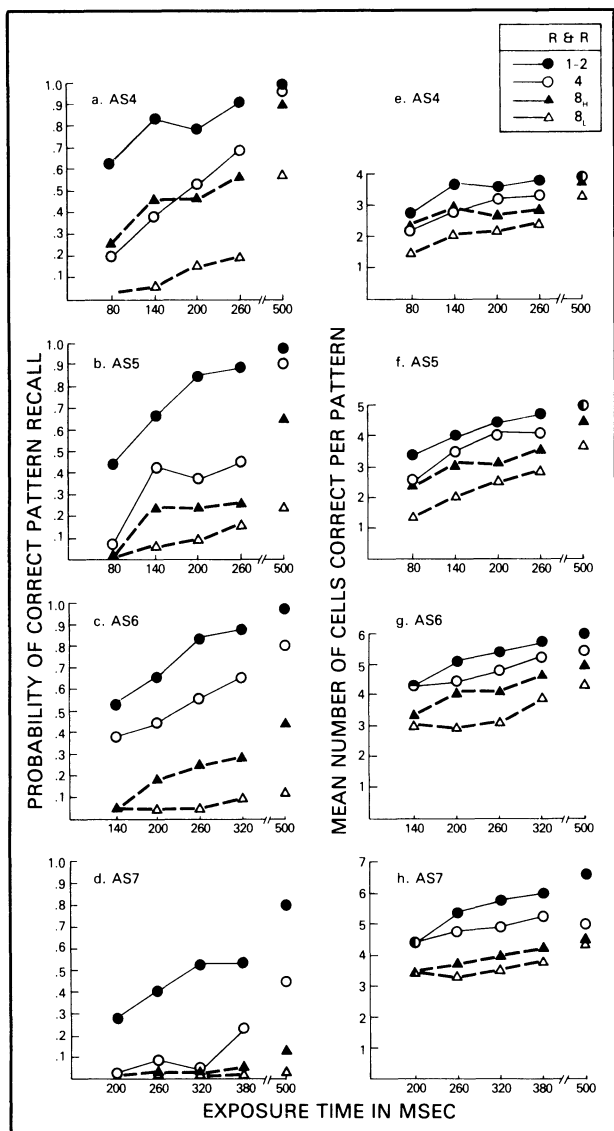 R & R
1-2
4
8H
8L
PROBABILITY OF CORRECT PATTERN RECALL
a. AS4
1.0
.9
.8
.7
.6
.5
.4
.3
.2
.1
80 140 200 260 500
b. AS5
1.0
.9
.8
.7
.6
.5
.4
.3
.2
.1
80 140 200 260 500
c. AS6
1.0
.9
.8
.7
.6
.5
.4
.3
.2
.1
140 200 260 320 500
d. AS7
1.0
.9
.8
.7
.6
.5
.4
.3
.2
.1
200 260 320 380 500
MEAN NUMBER OF CELLS CORRECT PER PATTERN
e. AS4
4
3
2
1
80 140 200 260 500
f. AS5
5
4
3
2
1
80 140 200 260 500
g. AS6
6
5
4
3
2
1
140 200 260 320 500
h. AS7
7
6
5
4
3
2
1
200 260 320 380 500
EXPOSURE TIME IN MSEC